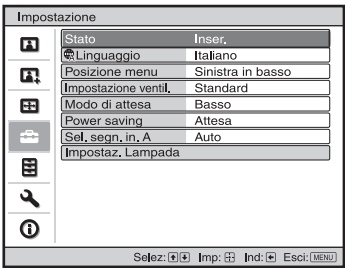 Impostazione
Stato Inser.
Linguaggio Italiano
Posizione menu Sinistra in basso
Impostazione ventil. Standard
Modo di attesa Basso
Power saving Attesa
Sel. segn. in. A Auto
Impostaz. Lampada
Selez: Imp: Ind: Esci: MENU